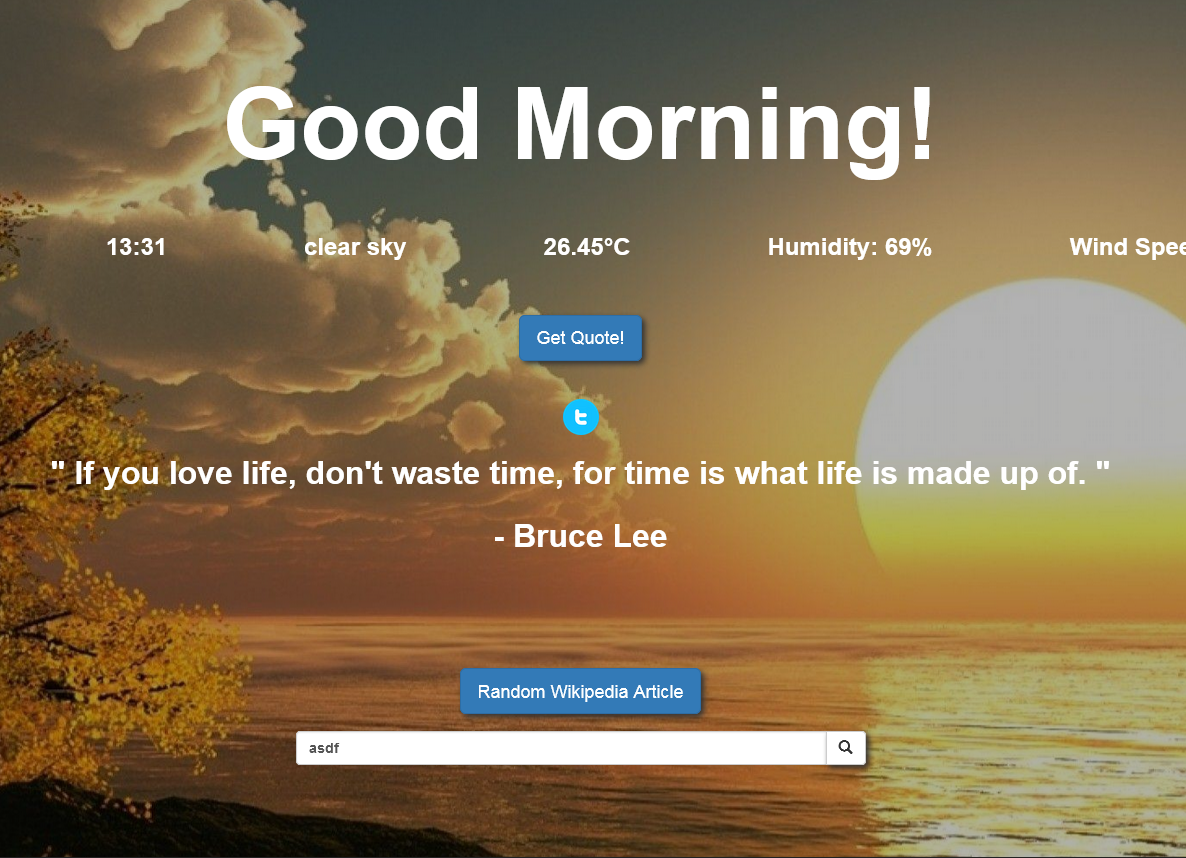 Good Morning!
13:31 clear sky 26.45°C Humidity: 69% Wind Spee
Get Quote!
t
" If you love life, don't waste time, for time is what life is made up of. "
- Bruce Lee
Random Wikipedia Article
asdf